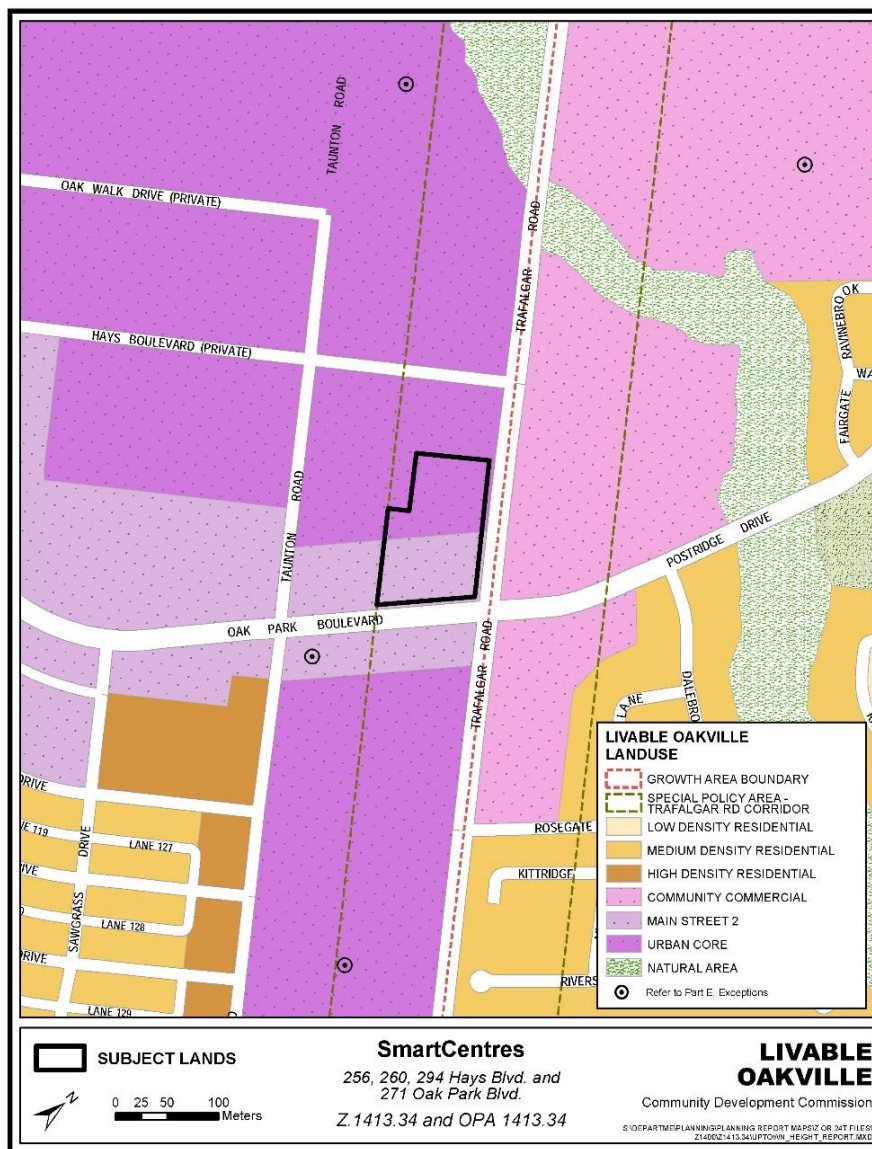 TAUNTON ROAD
OAK WALK DRIVE (PRIVATE)
TRAFALGAR ROAD
HAYS BOULEVARD (PRIVATE)
RAVINEBRO
OK
WA
FAIRGATE
TAUNTON ROAD
POSTRIDGE DRIVE
OAK PARK BOULEVARD
TRAFALGAR ROAD
DALEBRO
LANE
DRIVE
LANE 127
DRIVE
SAWGRASS DRIVE
LANE 128
DRIVE
LANE 129
ROSEGATE
KITTRIDGE
RIVERS
LIVABLE OAKVILLE
LANDUSE
GROWTH AREA BOUNDARY
SPECIAL POLICY AREA -
TRAFALGAR RD CORRIDOR
LOW DENSITY RESIDENTIAL
MEDIUM DENSITY RESIDENTIAL
HIGH DENSITY RESIDENTIAL
COMMUNITY COMMERCIAL
MAIN STREET 2
URBAN CORE
NATURAL AREA
Refer to Part E, Exceptions
SUBJECT LANDS
0 25 50 100
Meters
SmartCentres
256, 260, 294 Hays Blvd. and
271 Oak Park Blvd.
Z.1413.34 and OPA 1413.34
LIVABLE
OAKVILLE
Community Development Commission